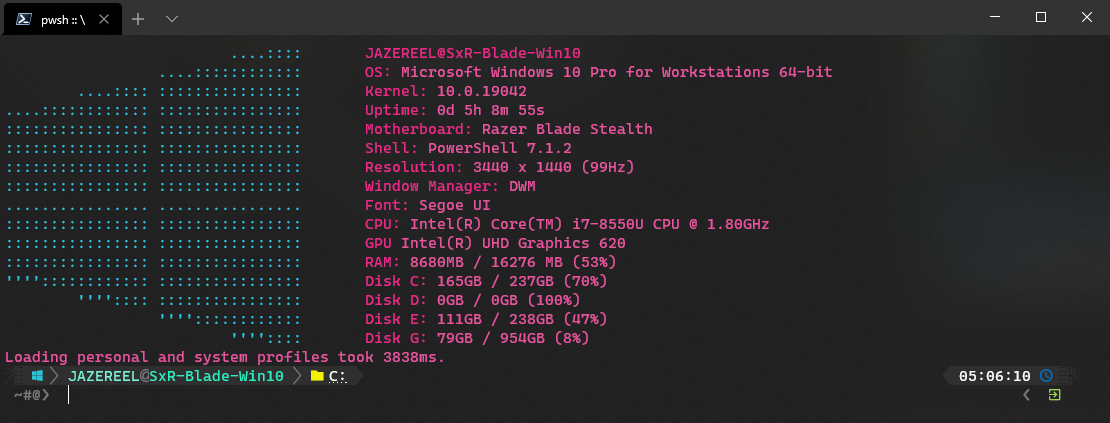 pwsh :: \
JAZEREEL@SxR-Blade-Win10
OS: Microsoft Windows 10 Pro for Workstations 64-bit
Kernel: 10.0.19042
Uptime: 0d 5h 8m 55s
Motherboard: Razer Blade Stealth
Shell: PowerShell 7.1.2
Resolution: 3440 x 1440 (99Hz)
Window Manager: DWM
Font: Segoe UI
CPU: Intel(R) Core(TM) i7-8550U CPU @ 1.80GHz
GPU Intel(R) UHD Graphics 620
RAM: 8680MB / 16276 MB (53%)
Disk C: 165GB / 237GB (70%)
Disk D: 0GB / 0GB (100%)
Disk E: 111GB / 238GB (47%)
Disk G: 79GB / 954GB (8%)
Loading personal and system profiles took 3838ms.
JAZEREEL@SxR-Blade-Win10 C: 05:06:10
~#@❯ ❮